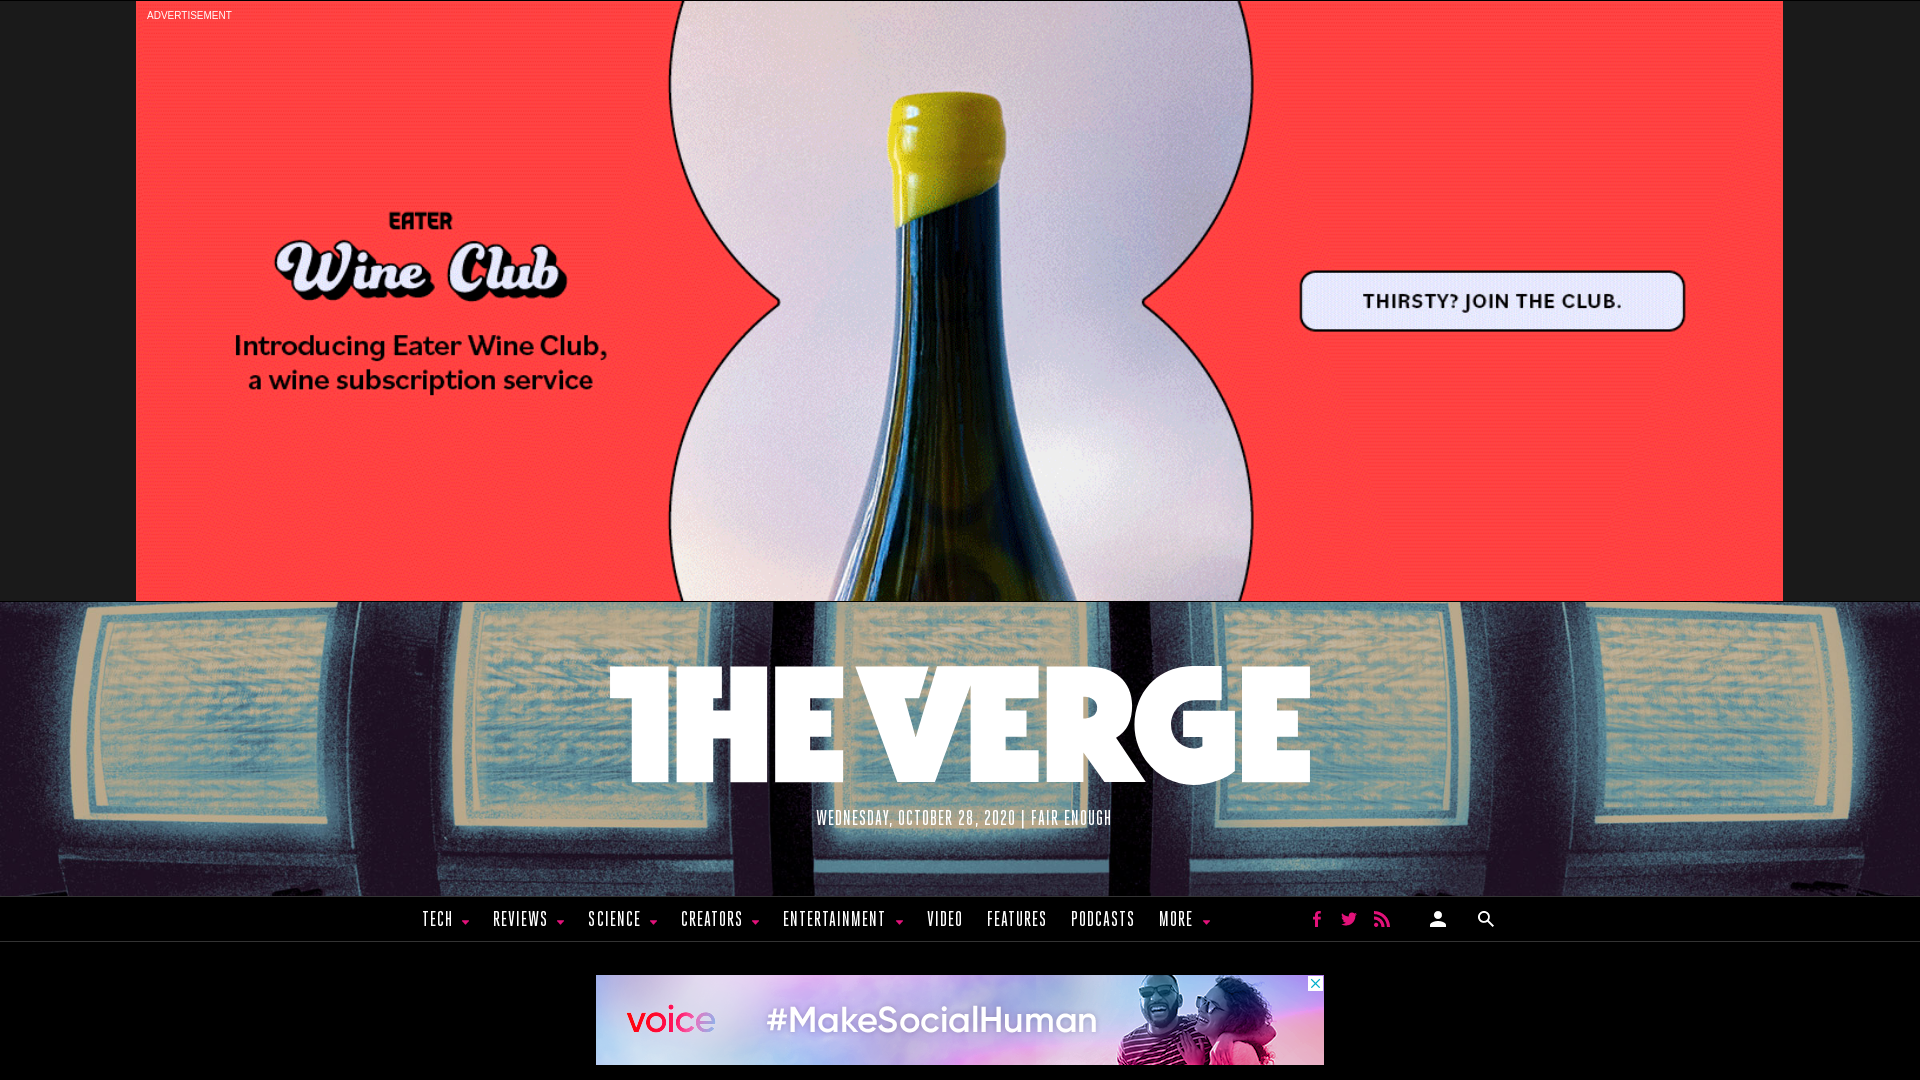 ADVERTISEMENT
EATER
Wine Club
Introducing Eater Wine Club,
a wine subscription service
THIRSTY? JOIN THE CLUB.
THE VERGE
WEDNESDAY, OCTOBER 28, 2020 | FAIR ENOUGH
TECH REVIEWS SCIENCE CREATORS ENTERTAINMENT VIDEO FEATURES PODCASTS MORE
voice #MakeSocialHuman